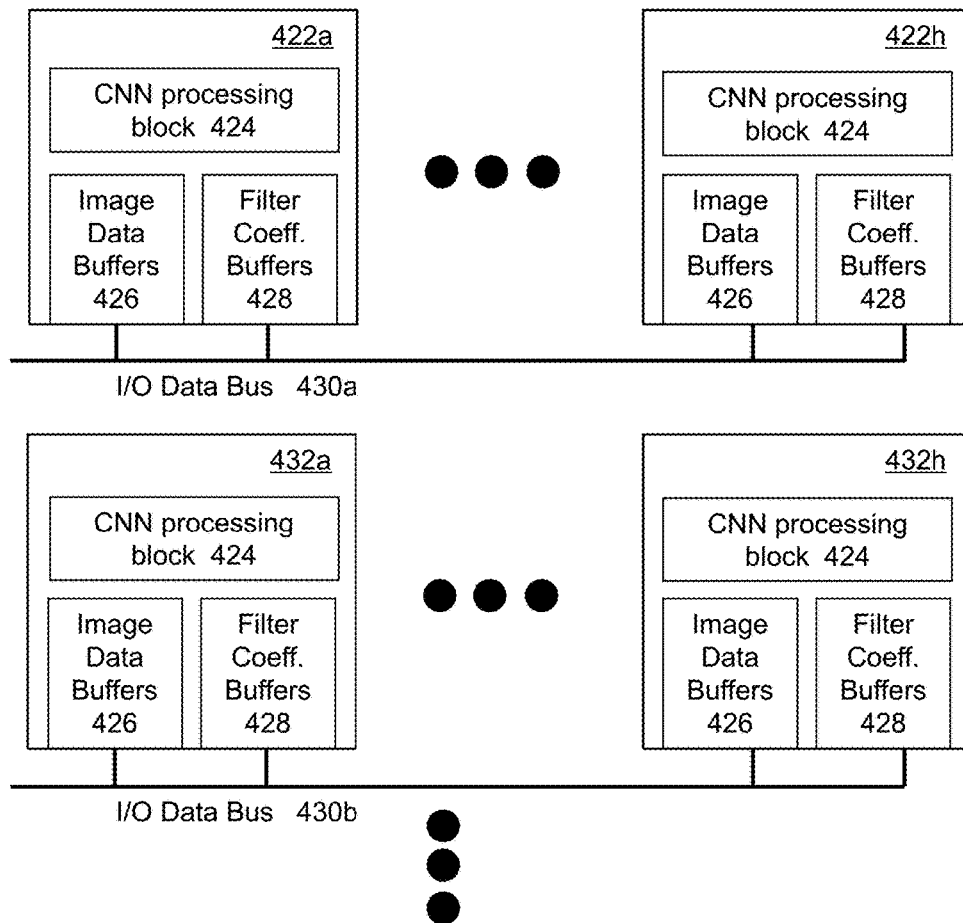 422a
CNN processing
block 424
Image
Data
Buffers
426
Filter
Coeff.
Buffers
428
422h
CNN processing
block 424
Image
Data
Buffers
426
Filter
Coeff.
Buffers
428
I/O Data Bus 430a
432a
CNN processing
block 424
Image
Data
Buffers
426
Filter
Coeff.
Buffers
428
432h
CNN processing
block 424
Image
Data
Buffers
426
Filter
Coeff.
Buffers
428
I/O Data Bus 430b